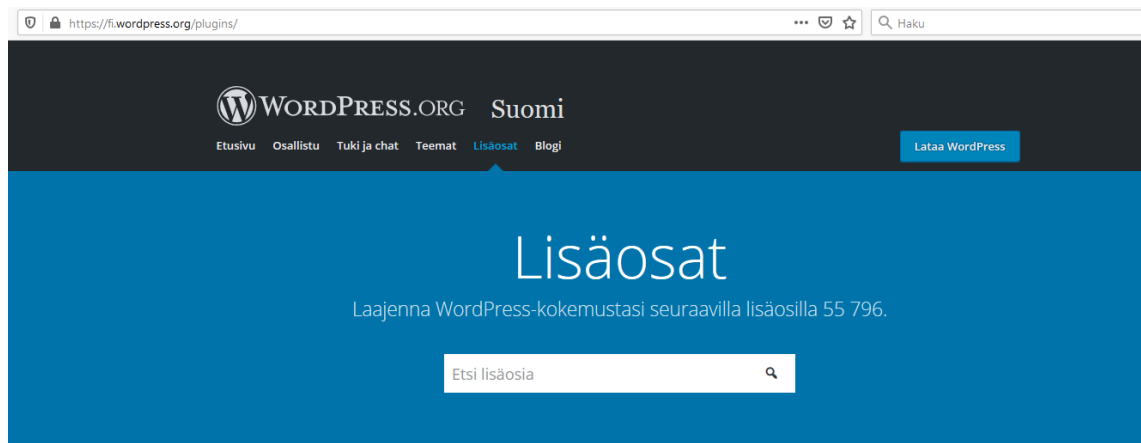 https://fi.wordpress.org/plugins/
Haku
WORDPRESS.ORG Suomi
Etusivu Osallistu Tuki ja chat Teemat Lisäosat Blogi
Lataa WordPress
Lisäosat
Laajenna WordPress-kokemustasi seuraavilla lisäosilla 55 796.
Etsi lisäosia